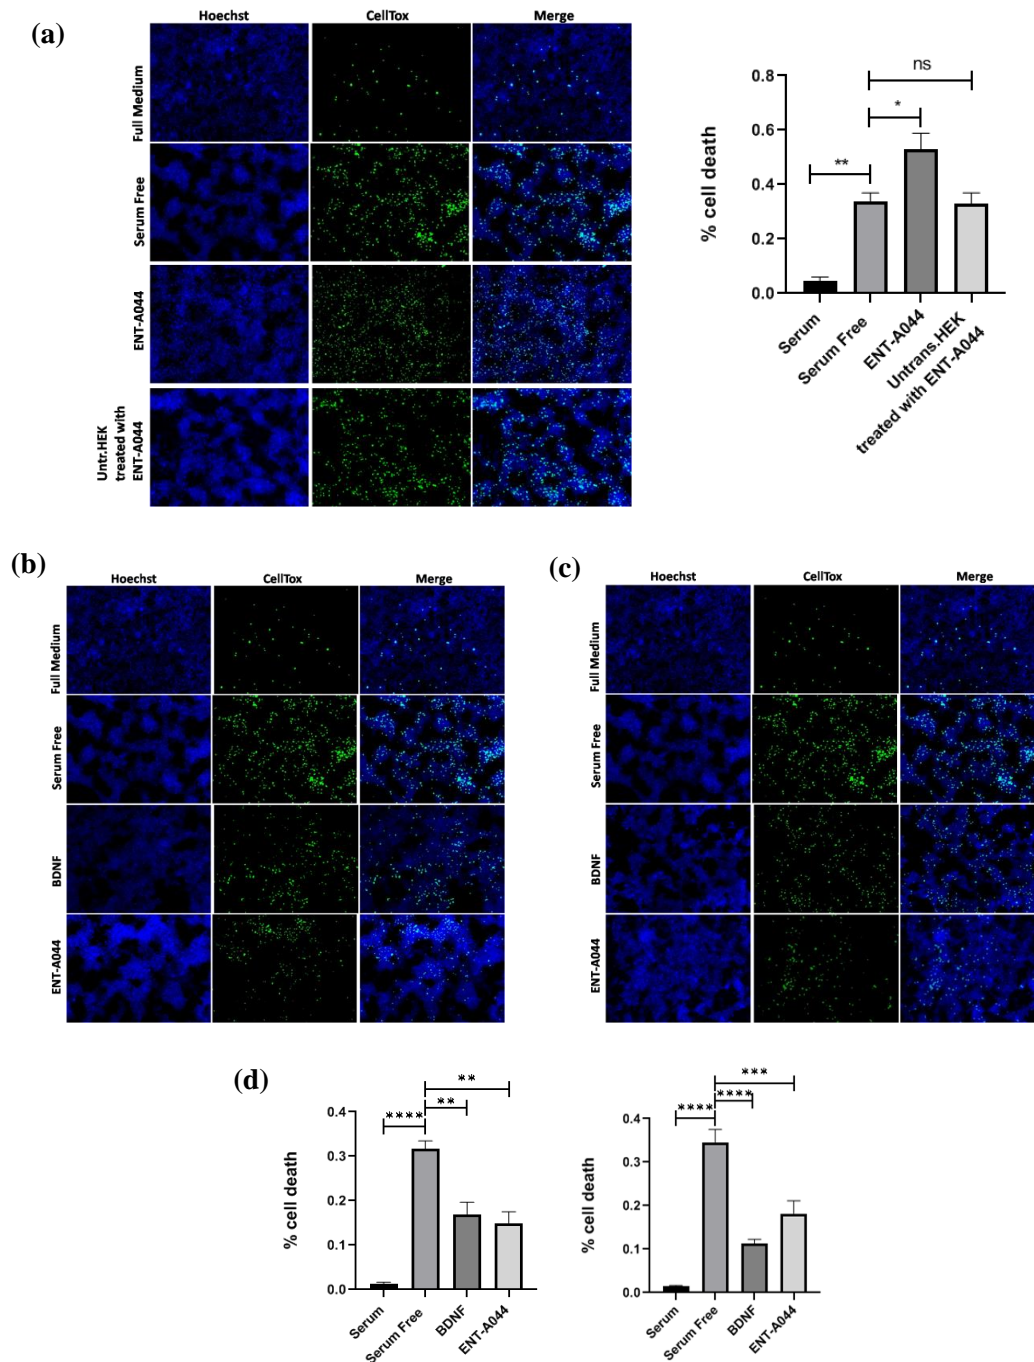 (a)
Hoechst CellTox Merge
Full Medium
Serum Free
ENT-A044
Untr.HEK
treated with
ENT-A044
% cell death
0.8
0.6
0.4
0.2
0.0
**
*
ns
Serum
Serum Free
ENT-A044
Untrans.HEK
treated with ENT-A044
(b)
Hoechst CellTox Merge
Full Medium
Serum Free
BDNF
ENT-A044
(c)
Hoechst CellTox Merge
Full Medium
Serum Free
BDNF
ENT-A044
(d)
% cell death
0.4
0.3
0.2
0.1
0.0
**
**** **
Serum
Serum Free
BDNF
ENT-A044
% cell death
0.4
0.3
0.2
0.1
0.0
***
**** ****
Serum
Serum Free
BDNF
ENT-A044